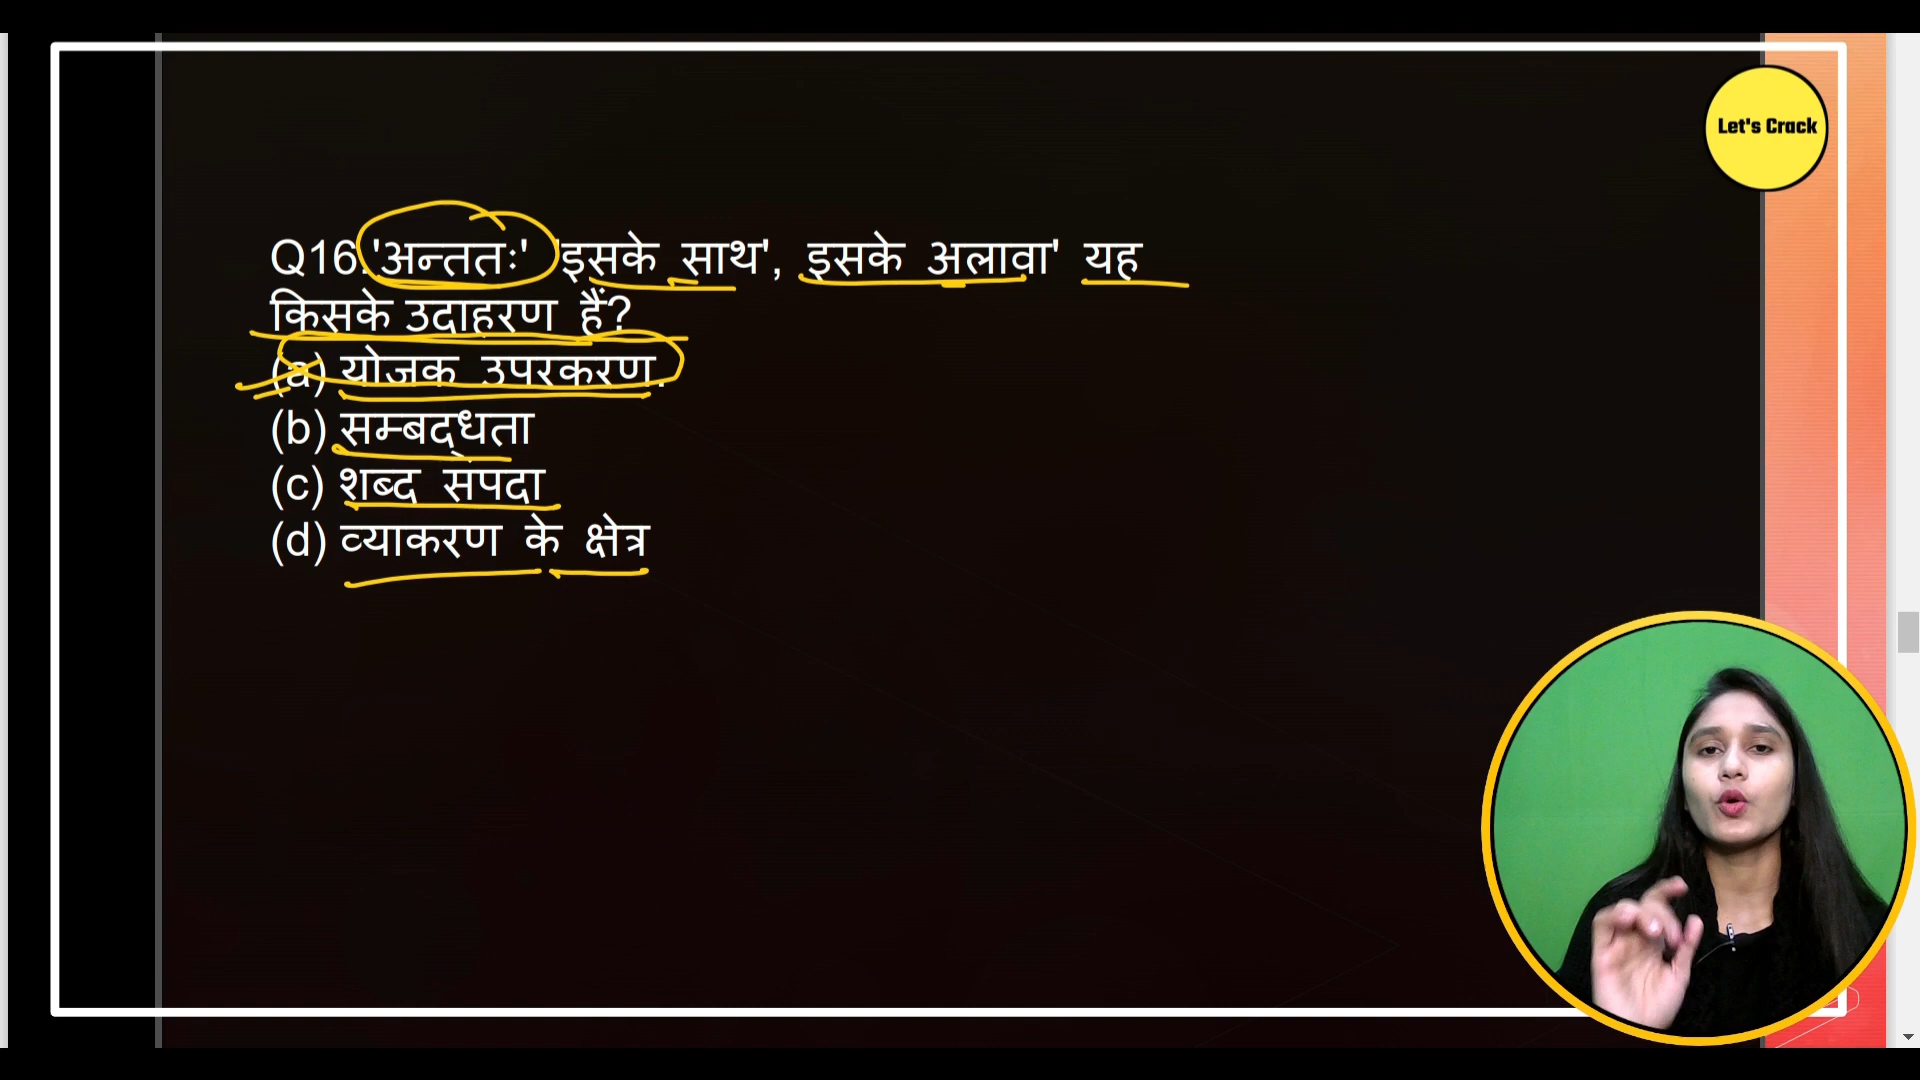 Let's Crack
Q16.'अन्ततः' 'इसके साथ', इसके अलावा' यह
किसके उदाहरण हैं?
(a) योजक उपरकरण.
(b) सम्बद्धता
(c) शब्द संपदा
(d) व्याकरण के क्षेत्र